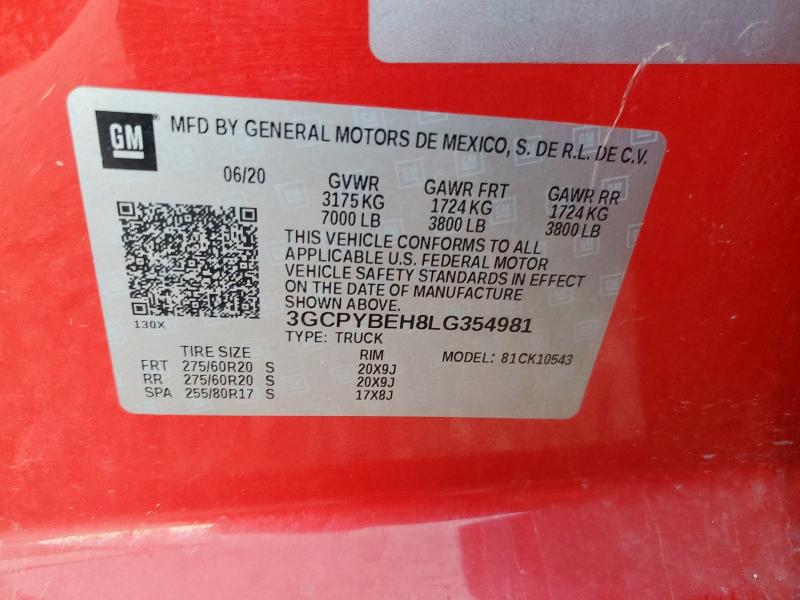 GM
MFD BY GENERAL MOTORS DE MEXICO, S. DE R.L. DE C.V.
06/20 GVWR GAWR FRT GAWR RR
3175 KG 1724 KG 1724 KG
7000 LB 3800 LB 3800 LB
THIS VEHICLE CONFORMS TO ALL
APPLICABLE U.S. FEDERAL MOTOR
VEHICLE SAFETY STANDARDS IN EFFECT
ON THE DATE OF MANUFACTURE
SHOWN ABOVE.
130X
3GCPYBEH8LG354981
TYPE: TRUCK
TIRE SIZE RIM MODEL: 81CK10543
FRT 275/60R20 S 20X9J
RR 275/60R20 S 20X9J
SPA 255/80R17 S 17X8J